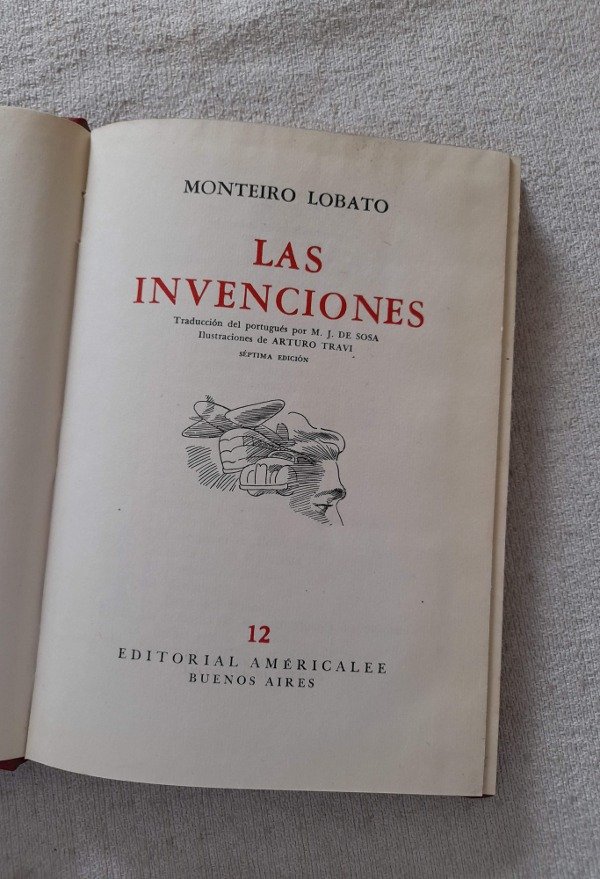 MONTEIRO LOBATO
LAS
INVENCIONES
Traducción del portugués por M. J. DE SOSA
Ilustraciones de ARTURO TRAVI
SÉPTIMA EDICIÓN
12
EDITORIAL AMÉRICALEE
BUENOS AIRES